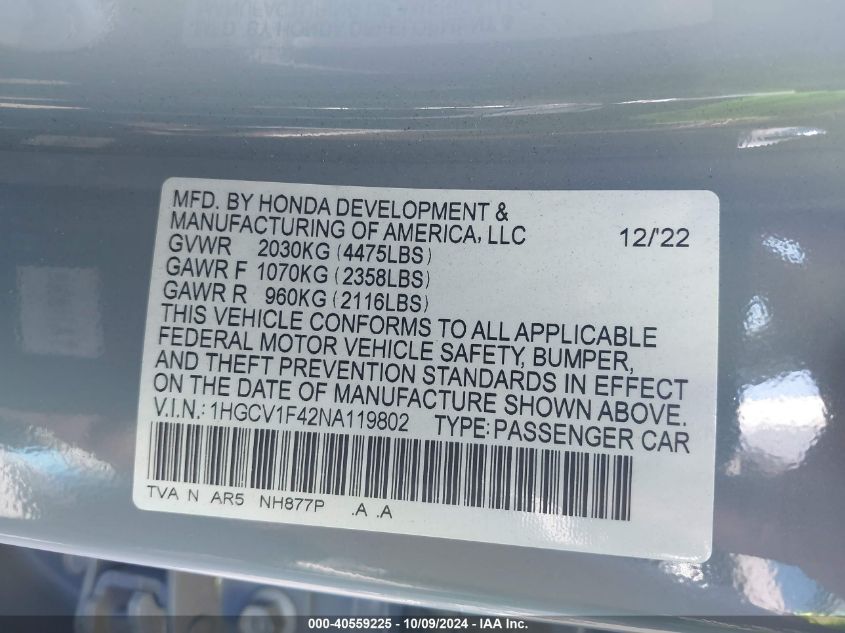 MFD. BY HONDA DEVELOPMENT &
MANUFACTURING OF AMERICA, LLC 12/'22
GVWR 2030KG (4475LBS)
GAWR F 1070KG (2358LBS)
GAWR R 960KG (2116LBS)
THIS VEHICLE CONFORMS TO ALL APPLICABLE
FEDERAL MOTOR VEHICLE SAFETY, BUMPER,
AND THEFT PREVENTION STANDARDS IN EFFECT
ON THE DATE OF MANUFACTURE SHOWN ABOVE.
V.I.N.: 1HGCV1F42NA119802 TYPE: PASSENGER CAR
TVA N AR5 NH877P .A .A
000-40559225 - 10/09/2024 - IAA Inc.